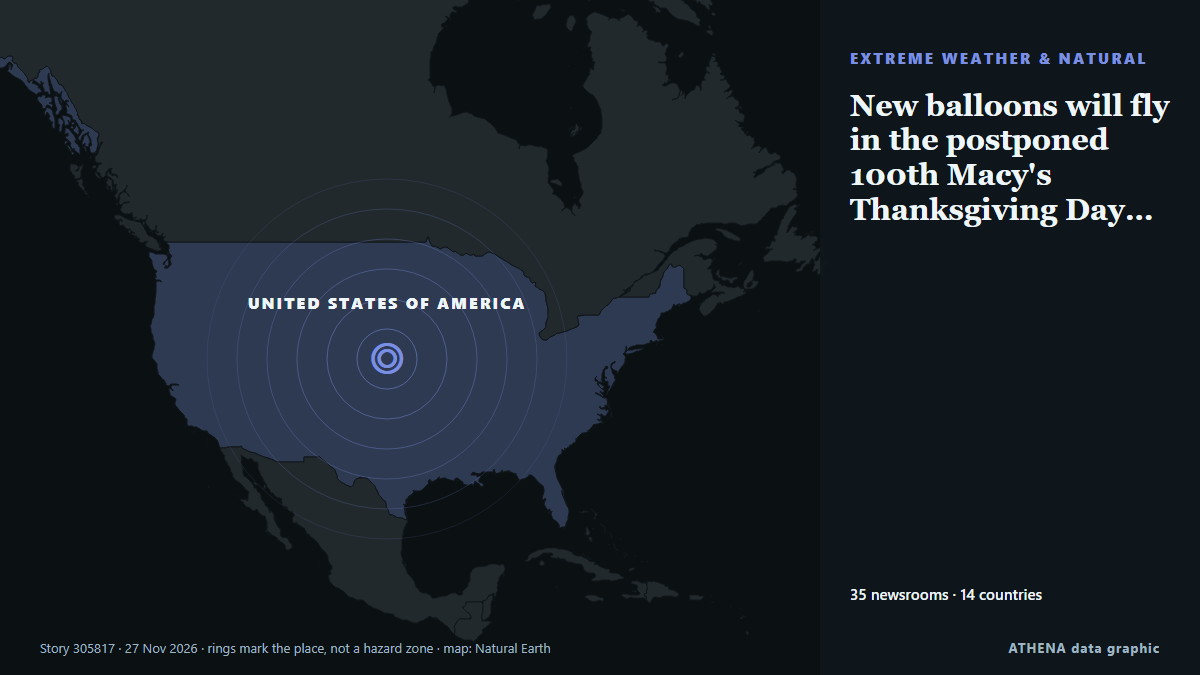 EXTREME WEATHER & NATURAL
New balloons will fly
in the postponed
100th Macy's
Thanksgiving Day...
UNITED STATES OF AMERICA
35 newsrooms · 14 countries
Story 305817 · 27 Nov 2026 · rings mark the place, not a hazard zone · map: Natural Earth
ATHENA data graphic